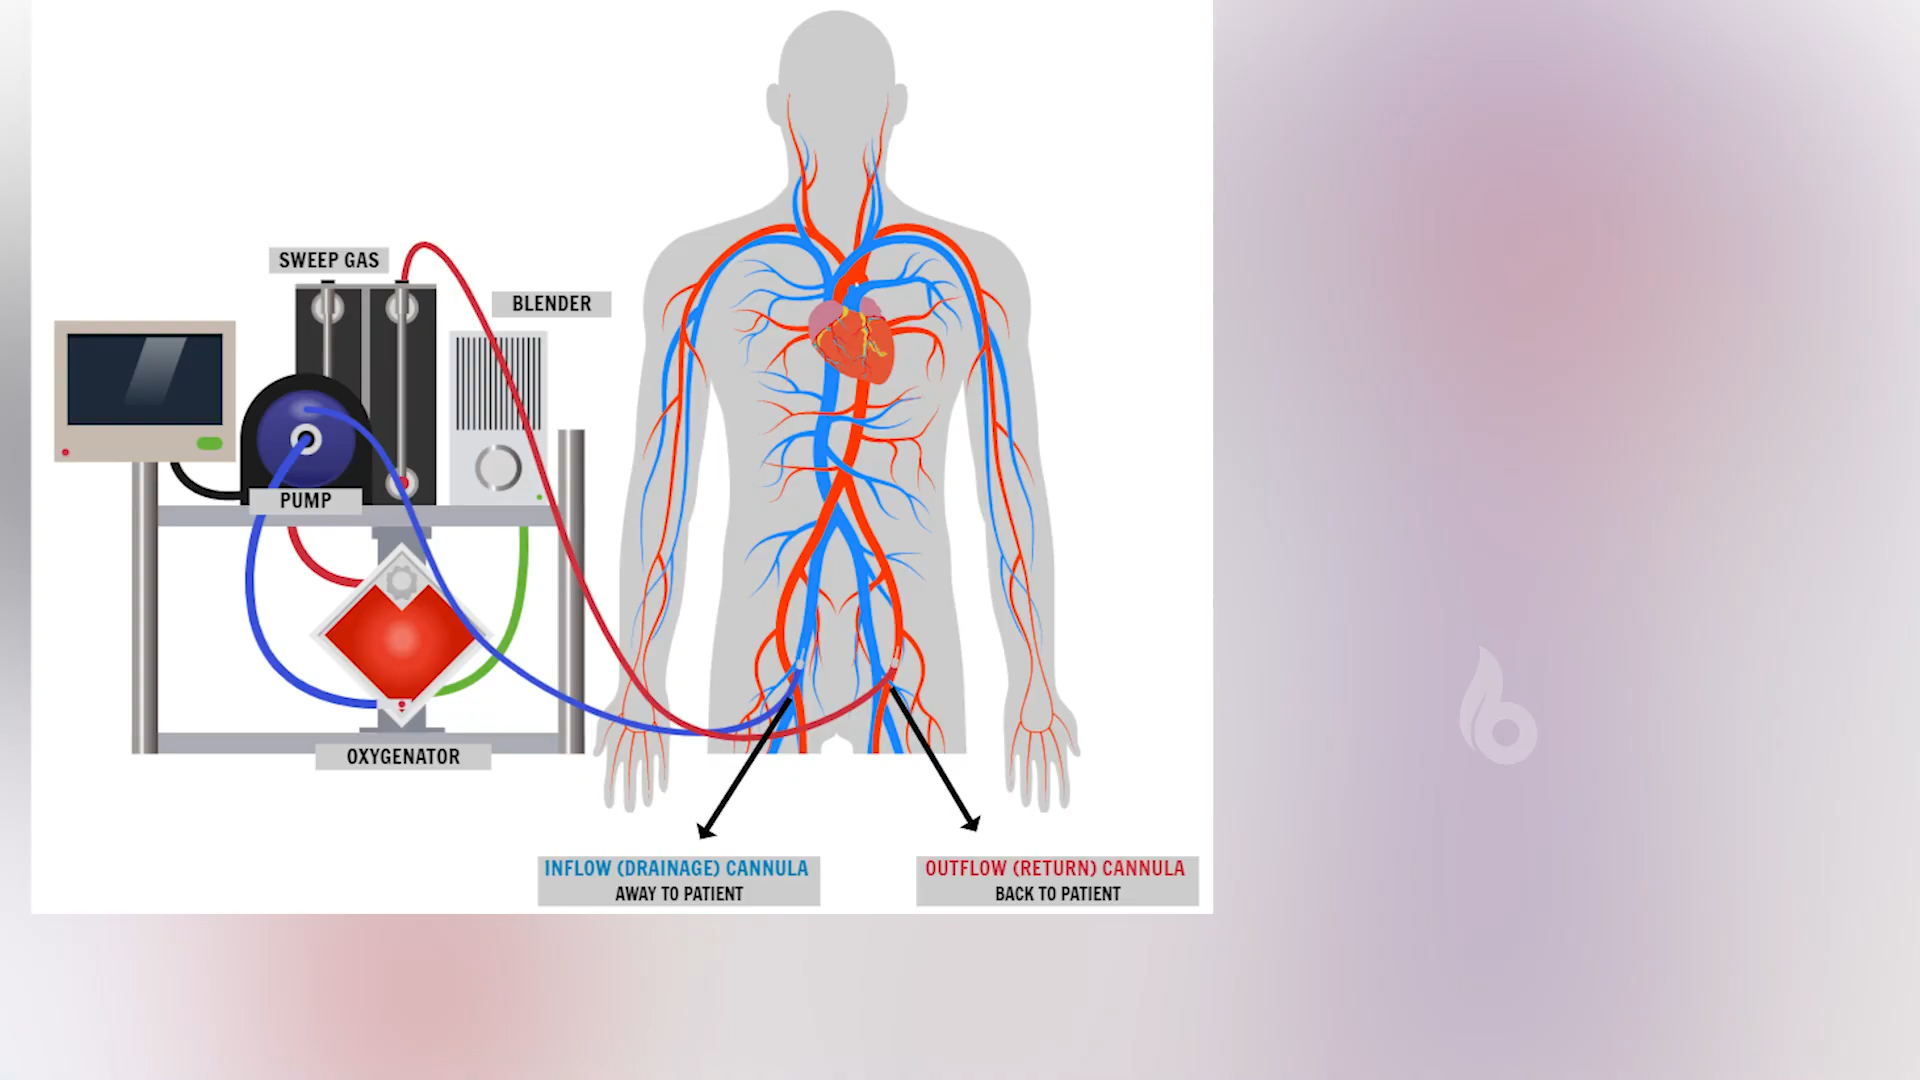 SWEEP GAS
BLENDER
PUMP
OXYGENATOR
INFLOW (DRAINAGE) CANNULA
AWAY TO PATIENT
OUTFLOW (RETURN) CANNULA
BACK TO PATIENT